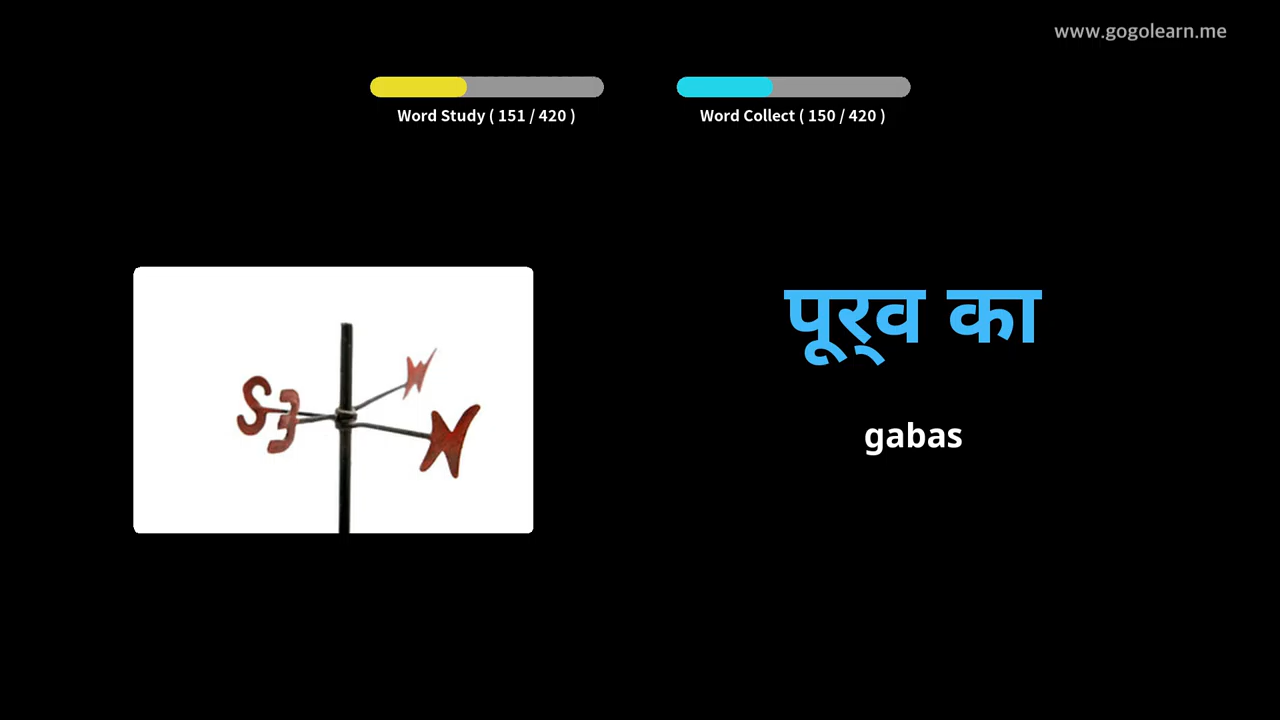 www.gogolearn.me
Word Study ( 151 / 420 )
Word Collect ( 150 / 420 )
पूर्‌व का
gabas
S E N